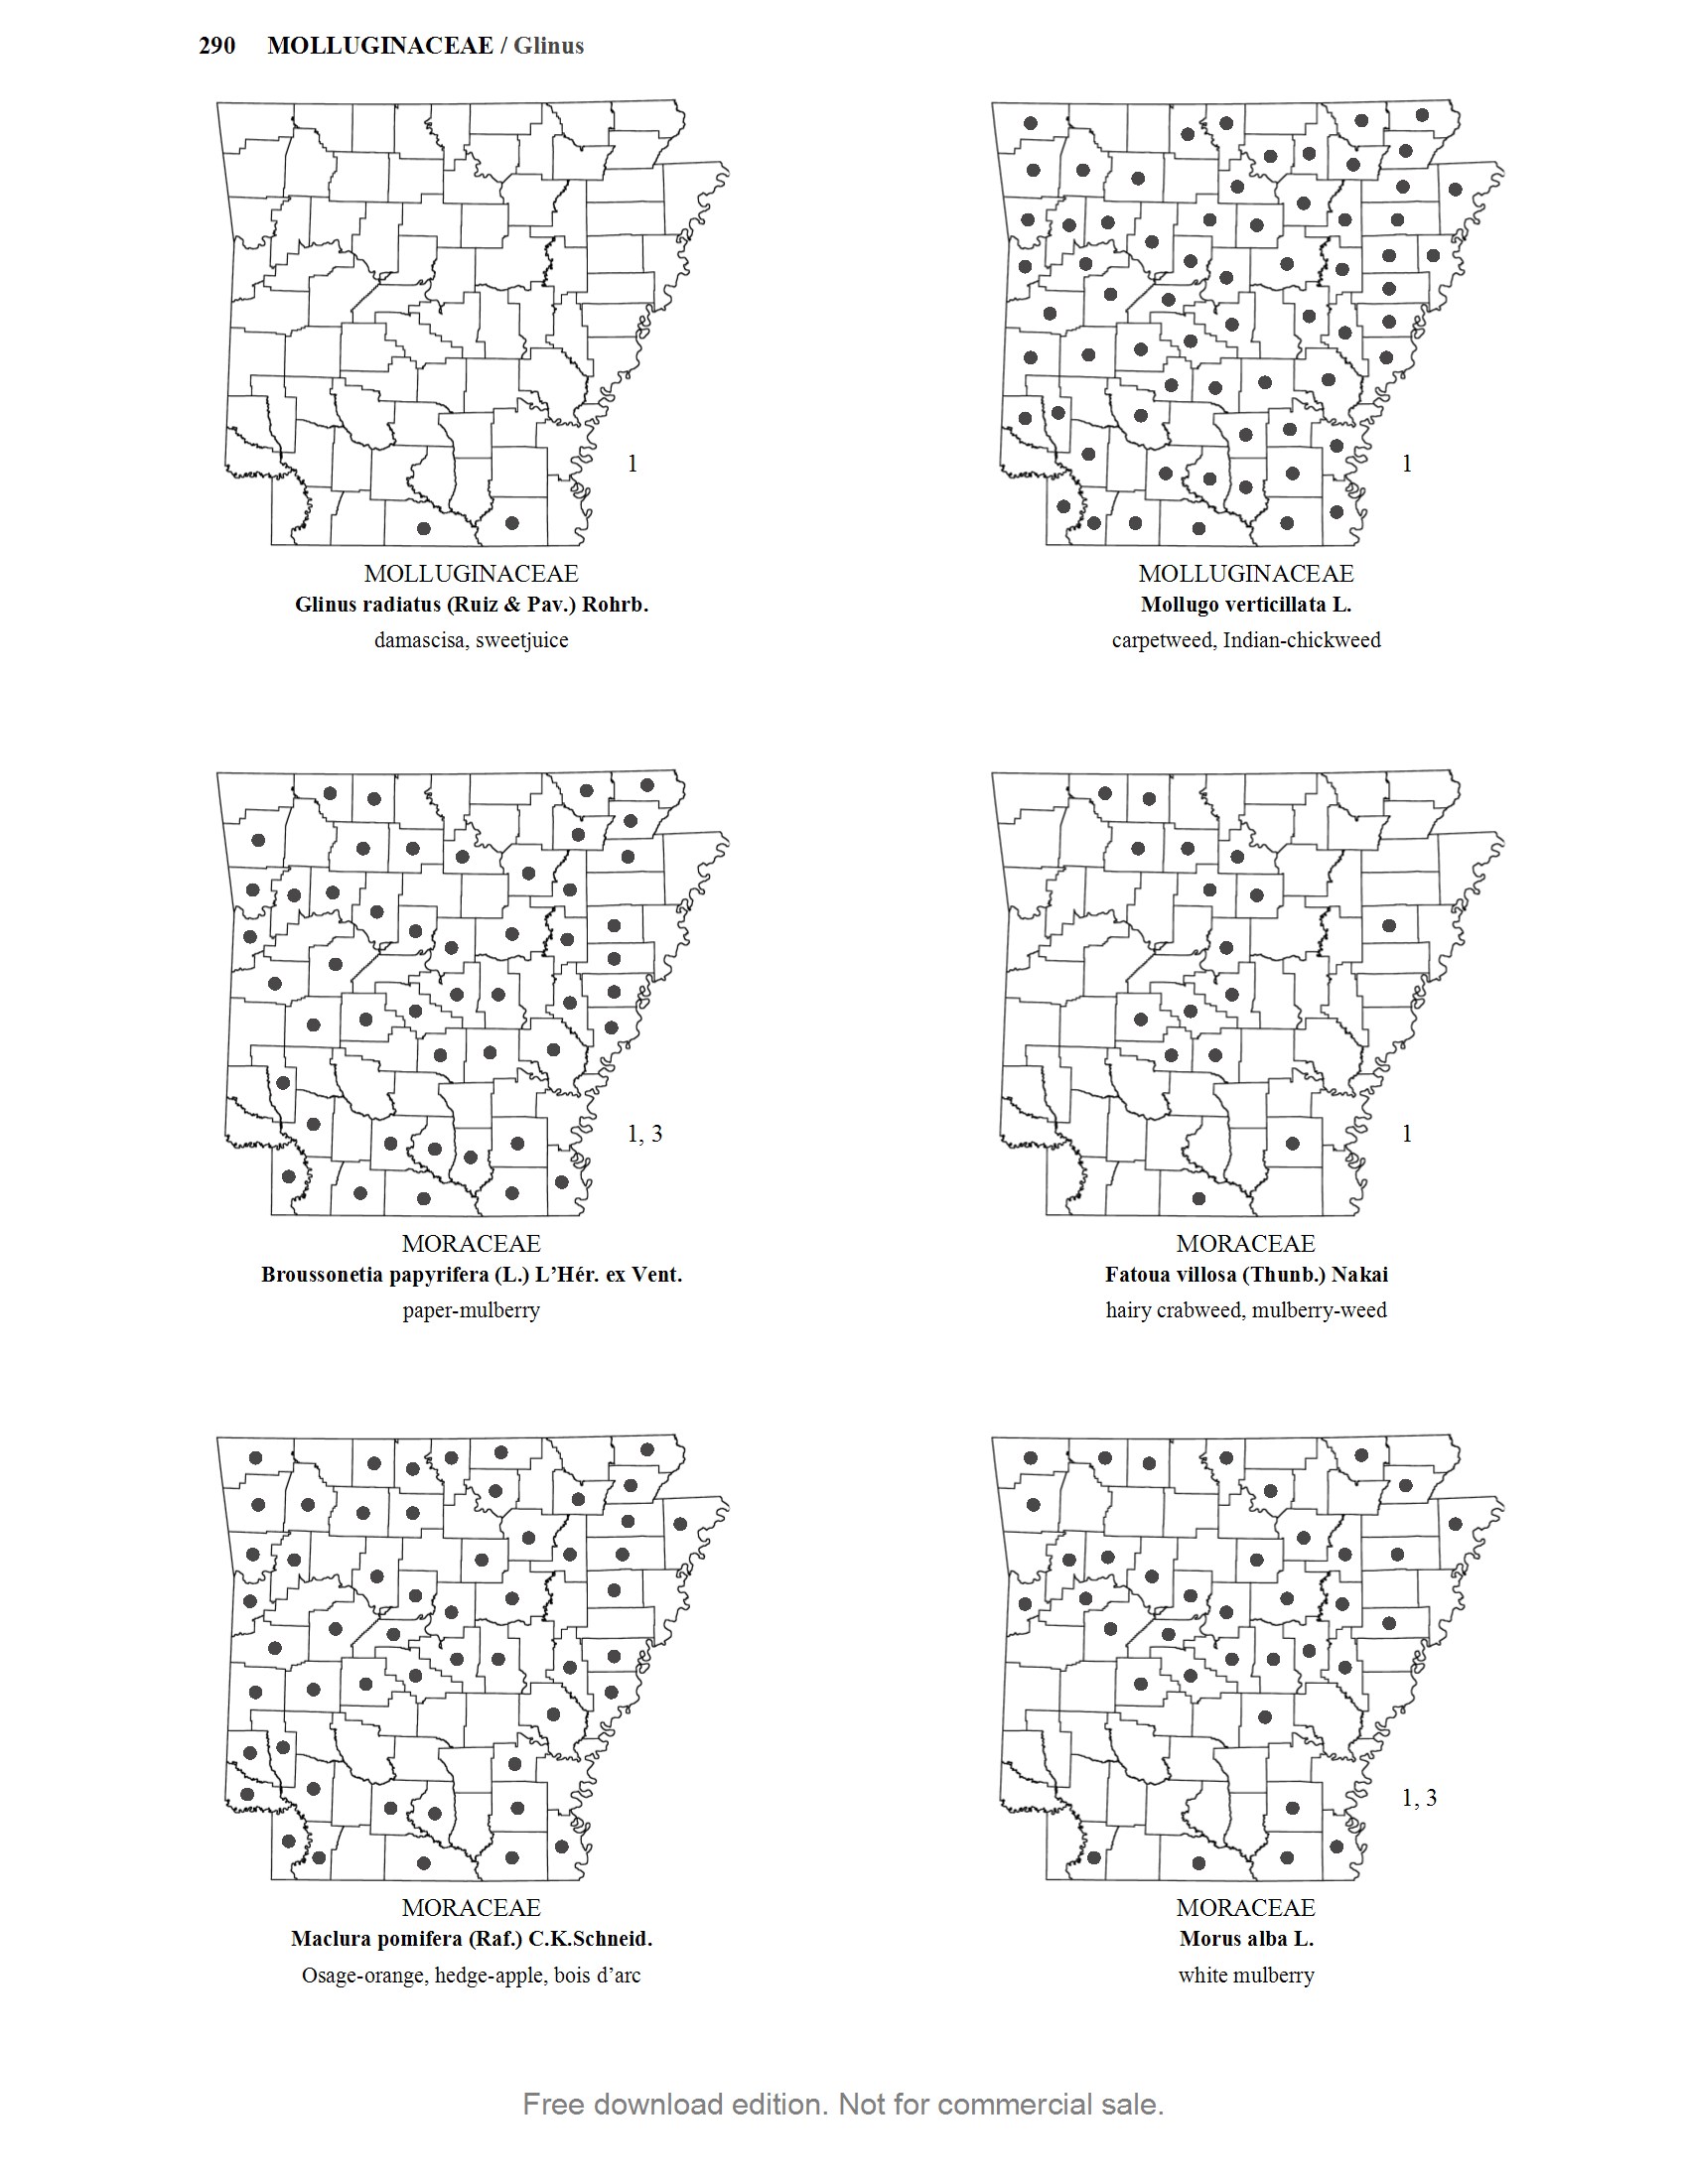 290 MOLLUGINACEAE / Glinus
1
MOLLUGINACEAE
Glinus radiatus (Ruiz & Pav.) Rohrb.
damascisa, sweetjuice
1
MOLLUGINACEAE
Mollugo verticillata L.
carpetweed, Indian-chickweed
1, 3
MORACEAE
Broussonetia papyrifera (L.) L’Hér. ex Vent.
paper-mulberry
1
MORACEAE
Fatoua villosa (Thunb.) Nakai
hairy crabweed, mulberry-weed
MORACEAE
Maclura pomifera (Raf.) C.K.Schneid.
Osage-orange, hedge-apple, bois d’arc
1, 3
MORACEAE
Morus alba L.
white mulberry
Free download edition. Not for commercial sale.